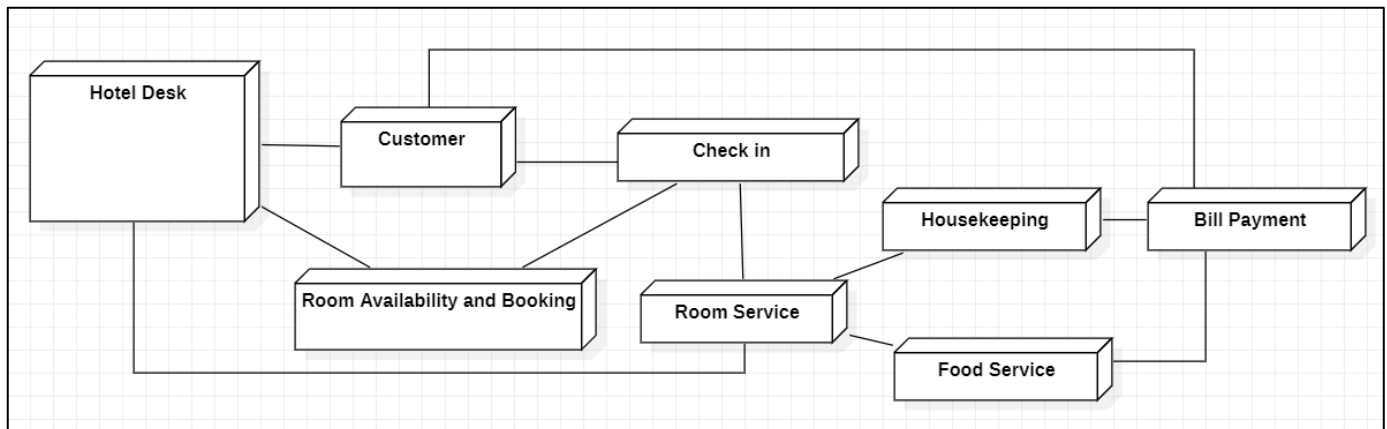 Hotel Desk
Customer
Check in
Housekeeping
Bill Payment
Room Availability and Booking
Room Service
Food Service